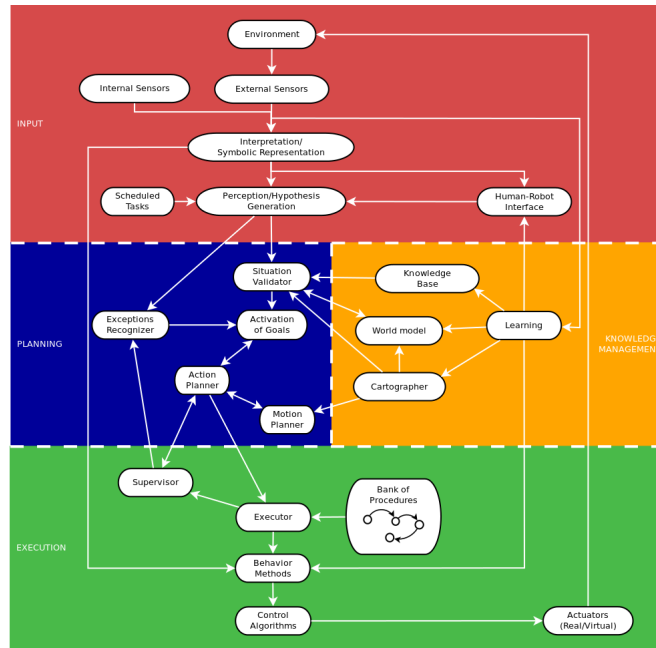 Environment
Internal Sensors
External Sensors
INPUT
Interpretation/
Symbolic Representation
Scheduled
Tasks
Perception/Hypothesis
Generation
Human-Robot
Interface
Situation
Validator
Knowledge
Base
Exceptions
Recognizer
Activation
of Goals
World model
Learning
PLANNING
KNOWLEDG
MANAGEMEN
Action
Planner
Cartographer
Motion
Planner
Supervisor
Bank of
Procedures
Executor
EXECUTION
Behavior
Methods
Control
Algorithms
Actuators
(Real/Virtual)